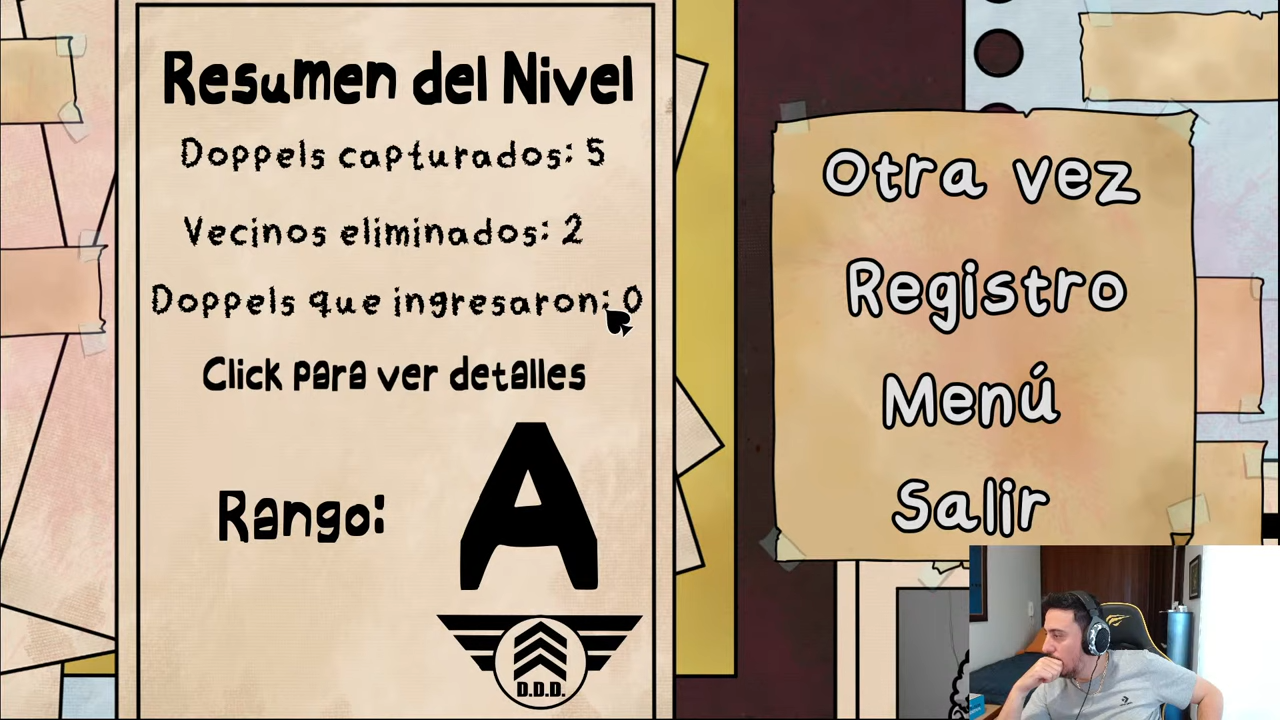 Resumen del Nivel
Doppels capturados: 5
Vecinos eliminados: 2
Doppels que ingresaron: 0
Click para ver detalles
Rango: A
D.D.D.
Otra vez
Registro
Menú
Salir